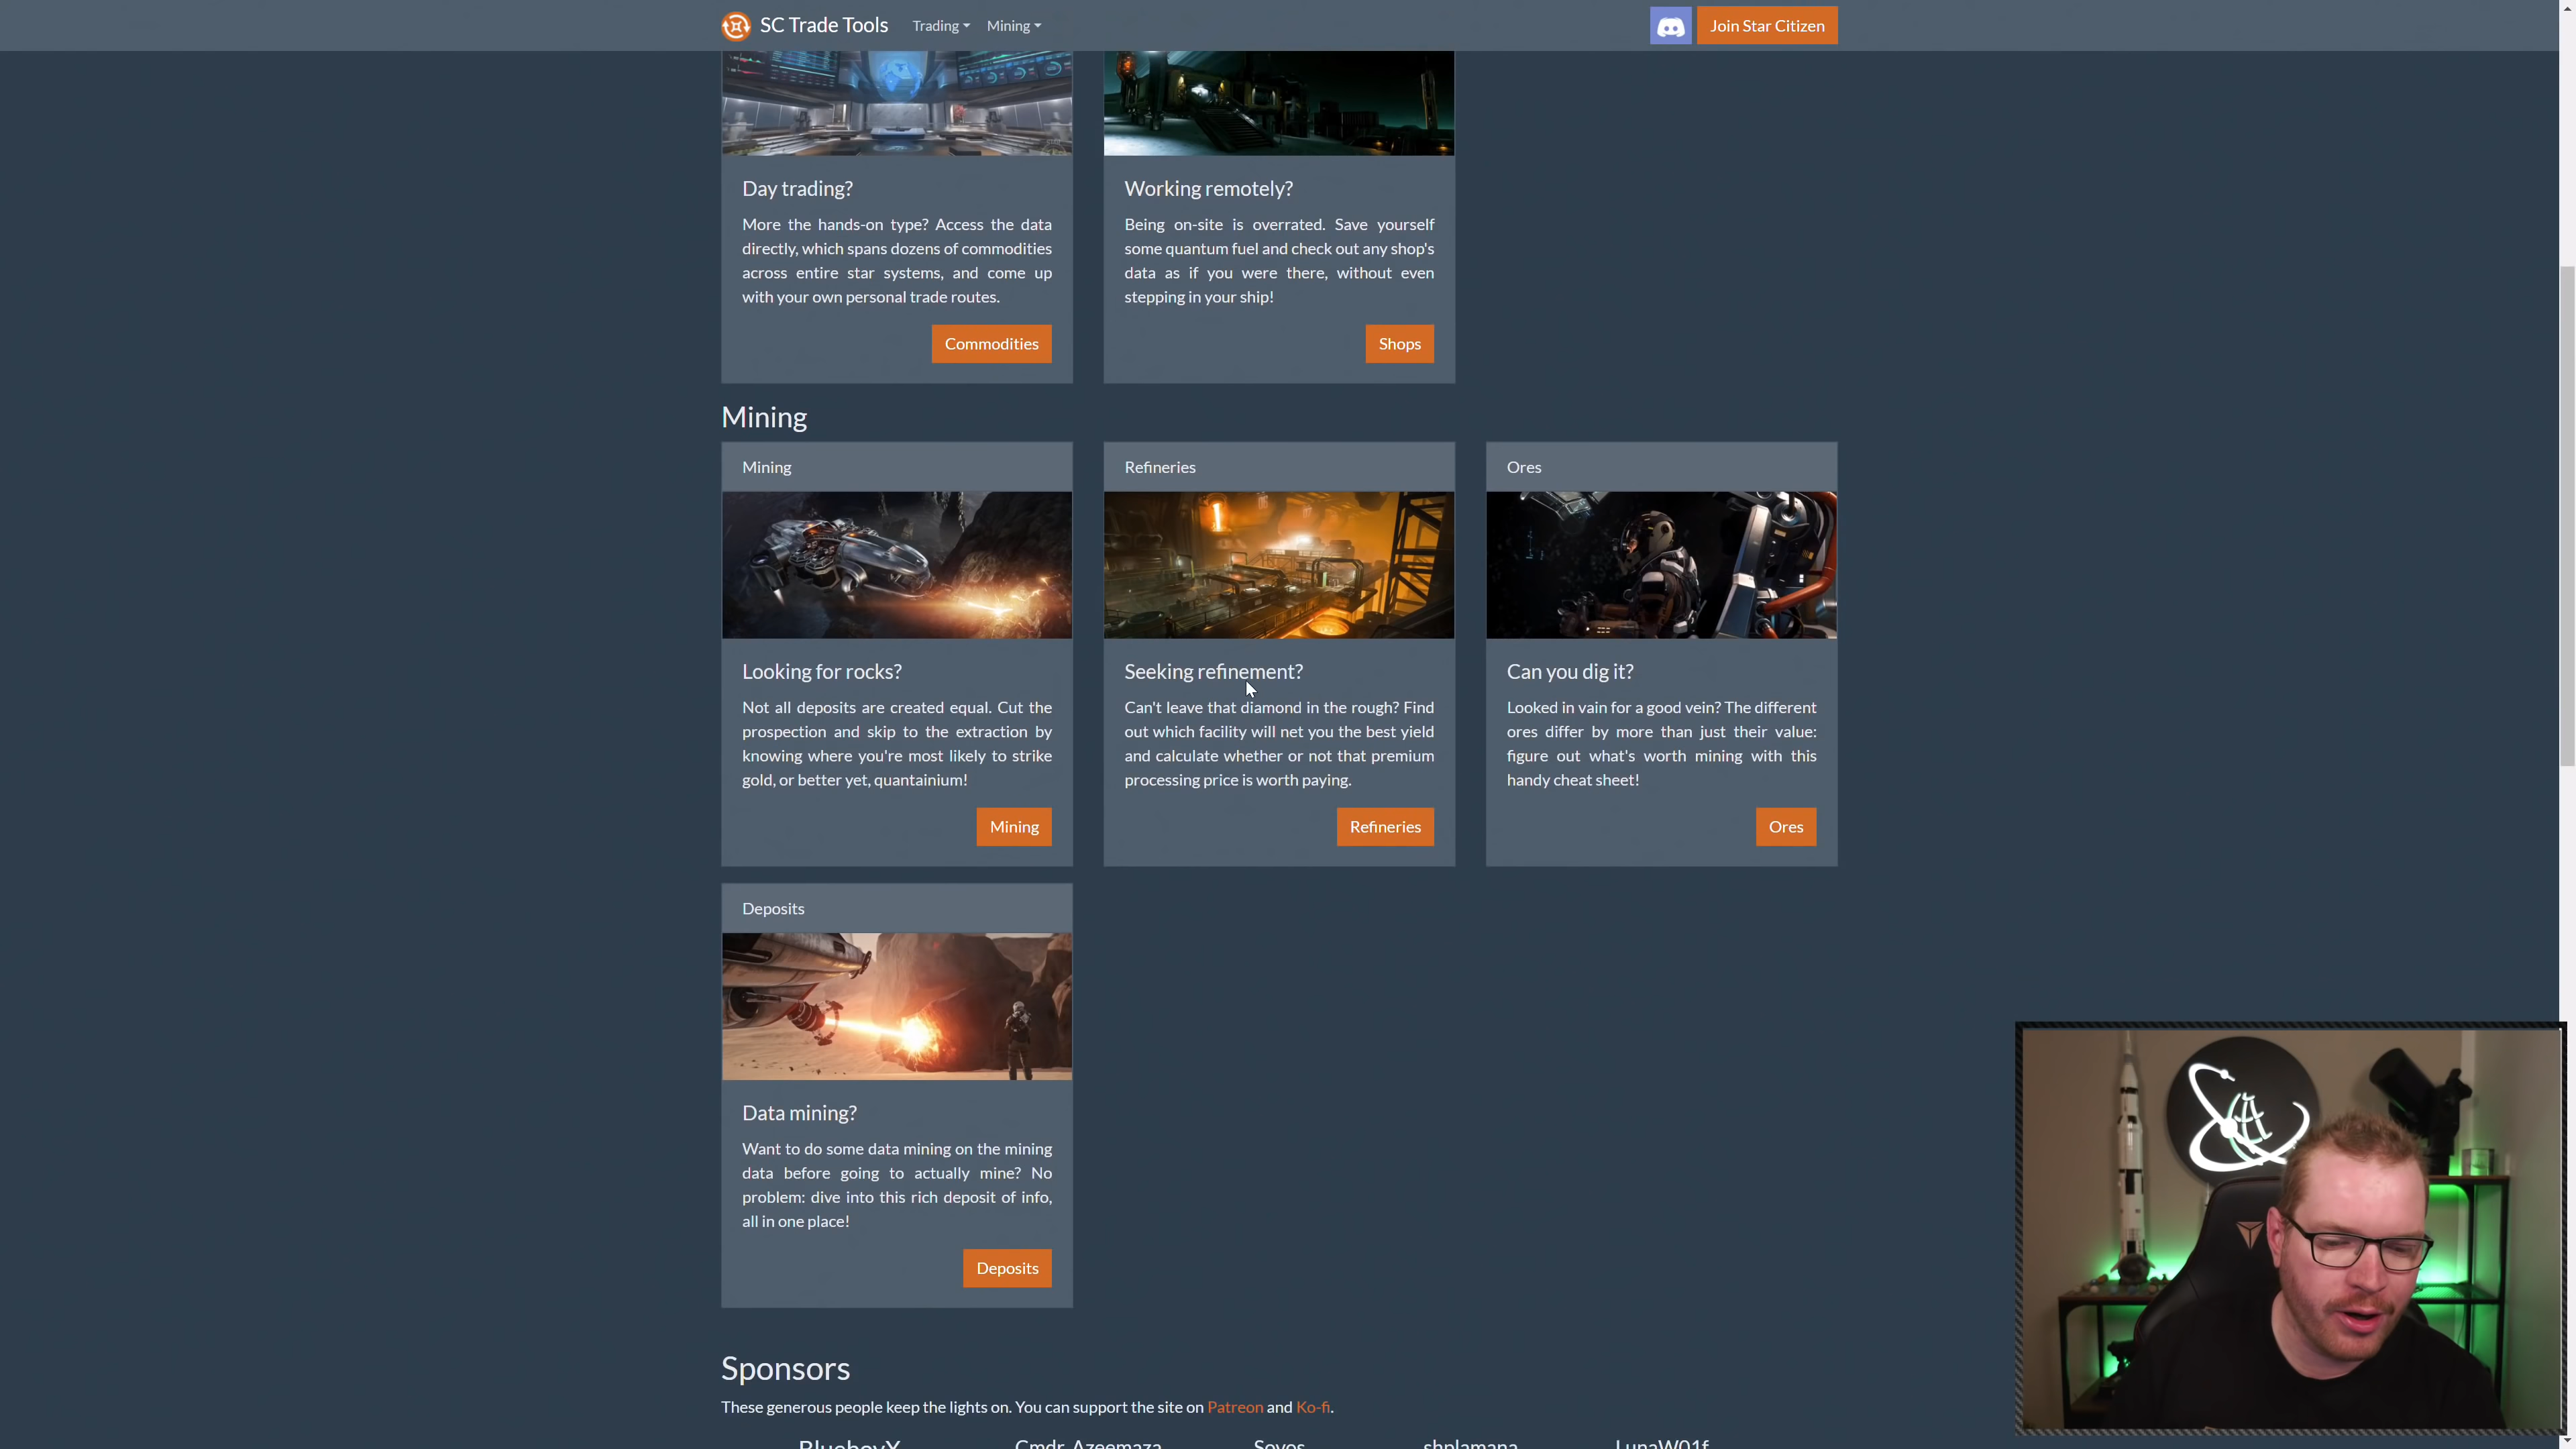 SC Trade Tools
Trading
Mining
Join Star Citizen
Day trading?
More the hands-on type? Access the data
directly, which spans dozens of commodities
across entire star systems, and come up
with your own personal trade routes.
Commodities
Working remotely?
Being on-site is overrated. Save yourself
some quantum fuel and check out any shop's
data as if you were there, without even
stepping in your ship!
Shops
Mining
Mining
Looking for rocks?
Not all deposits are created equal. Cut the
prospection and skip to the extraction by
knowing where you're most likely to strike
gold, or better yet, quantainium!
Mining
Refineries
Seeking refinement?
Can't leave that diamond in the rough? Find
out which facility will net you the best yield
and calculate whether or not that premium
processing price is worth paying.
Refineries
Ores
Can you dig it?
Looked in vain for a good vein? The different
ores differ by more than just their value:
figure out what's worth mining with this
handy cheat sheet!
Ores
Deposits
Data mining?
Want to do some data mining on the mining
data before going to actually mine? No
problem: dive into this rich deposit of info,
all in one place!
Deposits
Sponsors
These generous people keep the lights on. You can support the site on Patreon and Ko-fi.
BlueboyX Cmdr_Azeemaza Soyos shplamana LunaW01f